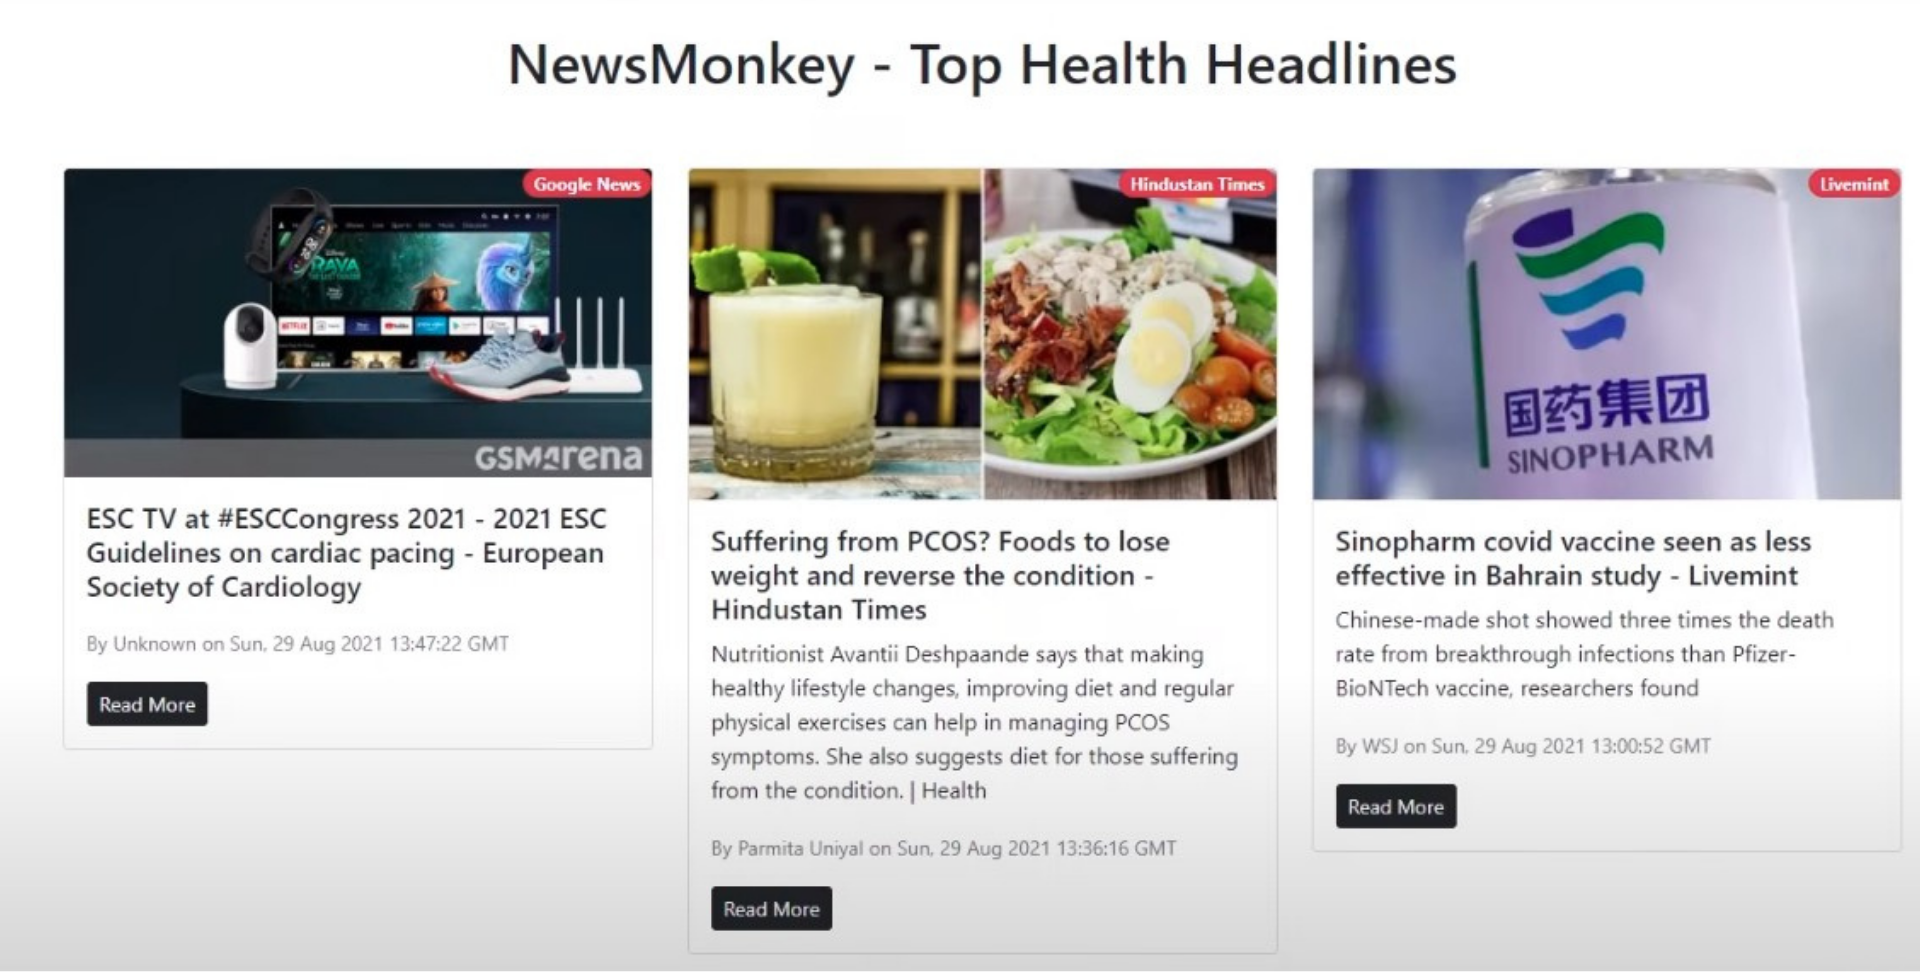 NewsMonkey - Top Health Headlines
Google News
RAYA
NETFLIX
GSMArena
ESC TV at #ESCCongress 2021 - 2021 ESC
Guidelines on cardiac pacing - European
Society of Cardiology
By Unknown on Sun, 29 Aug 2021 13:47:22 GMT
Read More
Hindustan Times
Suffering from PCOS? Foods to lose
weight and reverse the condition -
Hindustan Times
Nutritionist Avantii Deshpaande says that making
healthy lifestyle changes, improving diet and regular
physical exercises can help in managing PCOS
symptoms. She also suggests diet for those suffering
from the condition. | Health
By Parmita Uniyal on Sun, 29 Aug 2021 13:36:16 GMT
Read More
Livemint
国药集团
SINOPHARM
Sinopharm covid vaccine seen as less
effective in Bahrain study - Livemint
Chinese-made shot showed three times the death
rate from breakthrough infections than Pfizer-
BioNTech vaccine, researchers found
By WSJ on Sun, 29 Aug 2021 13:00:52 GMT
Read More